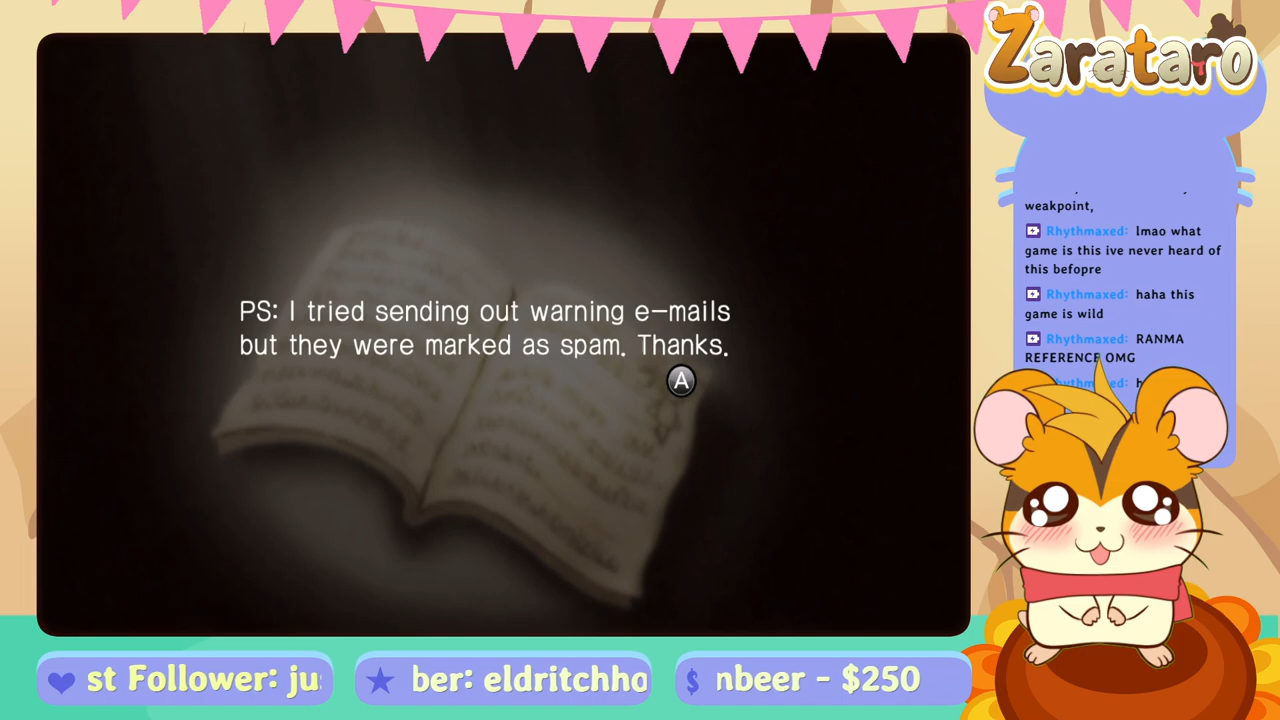 Zarataro
PS: I tried sending out warning e-mails
but they were marked as spam. Thanks.
A
weakpoint,
Rhythmaxed: lmao what
game is this ive never heard of
this befopre
Rhythmaxed: haha this
game is wild
Rhythmaxed: RANMA
REFERENCE OMG
st Follower: ju
ber: eldritchho
$ nbeer - $250